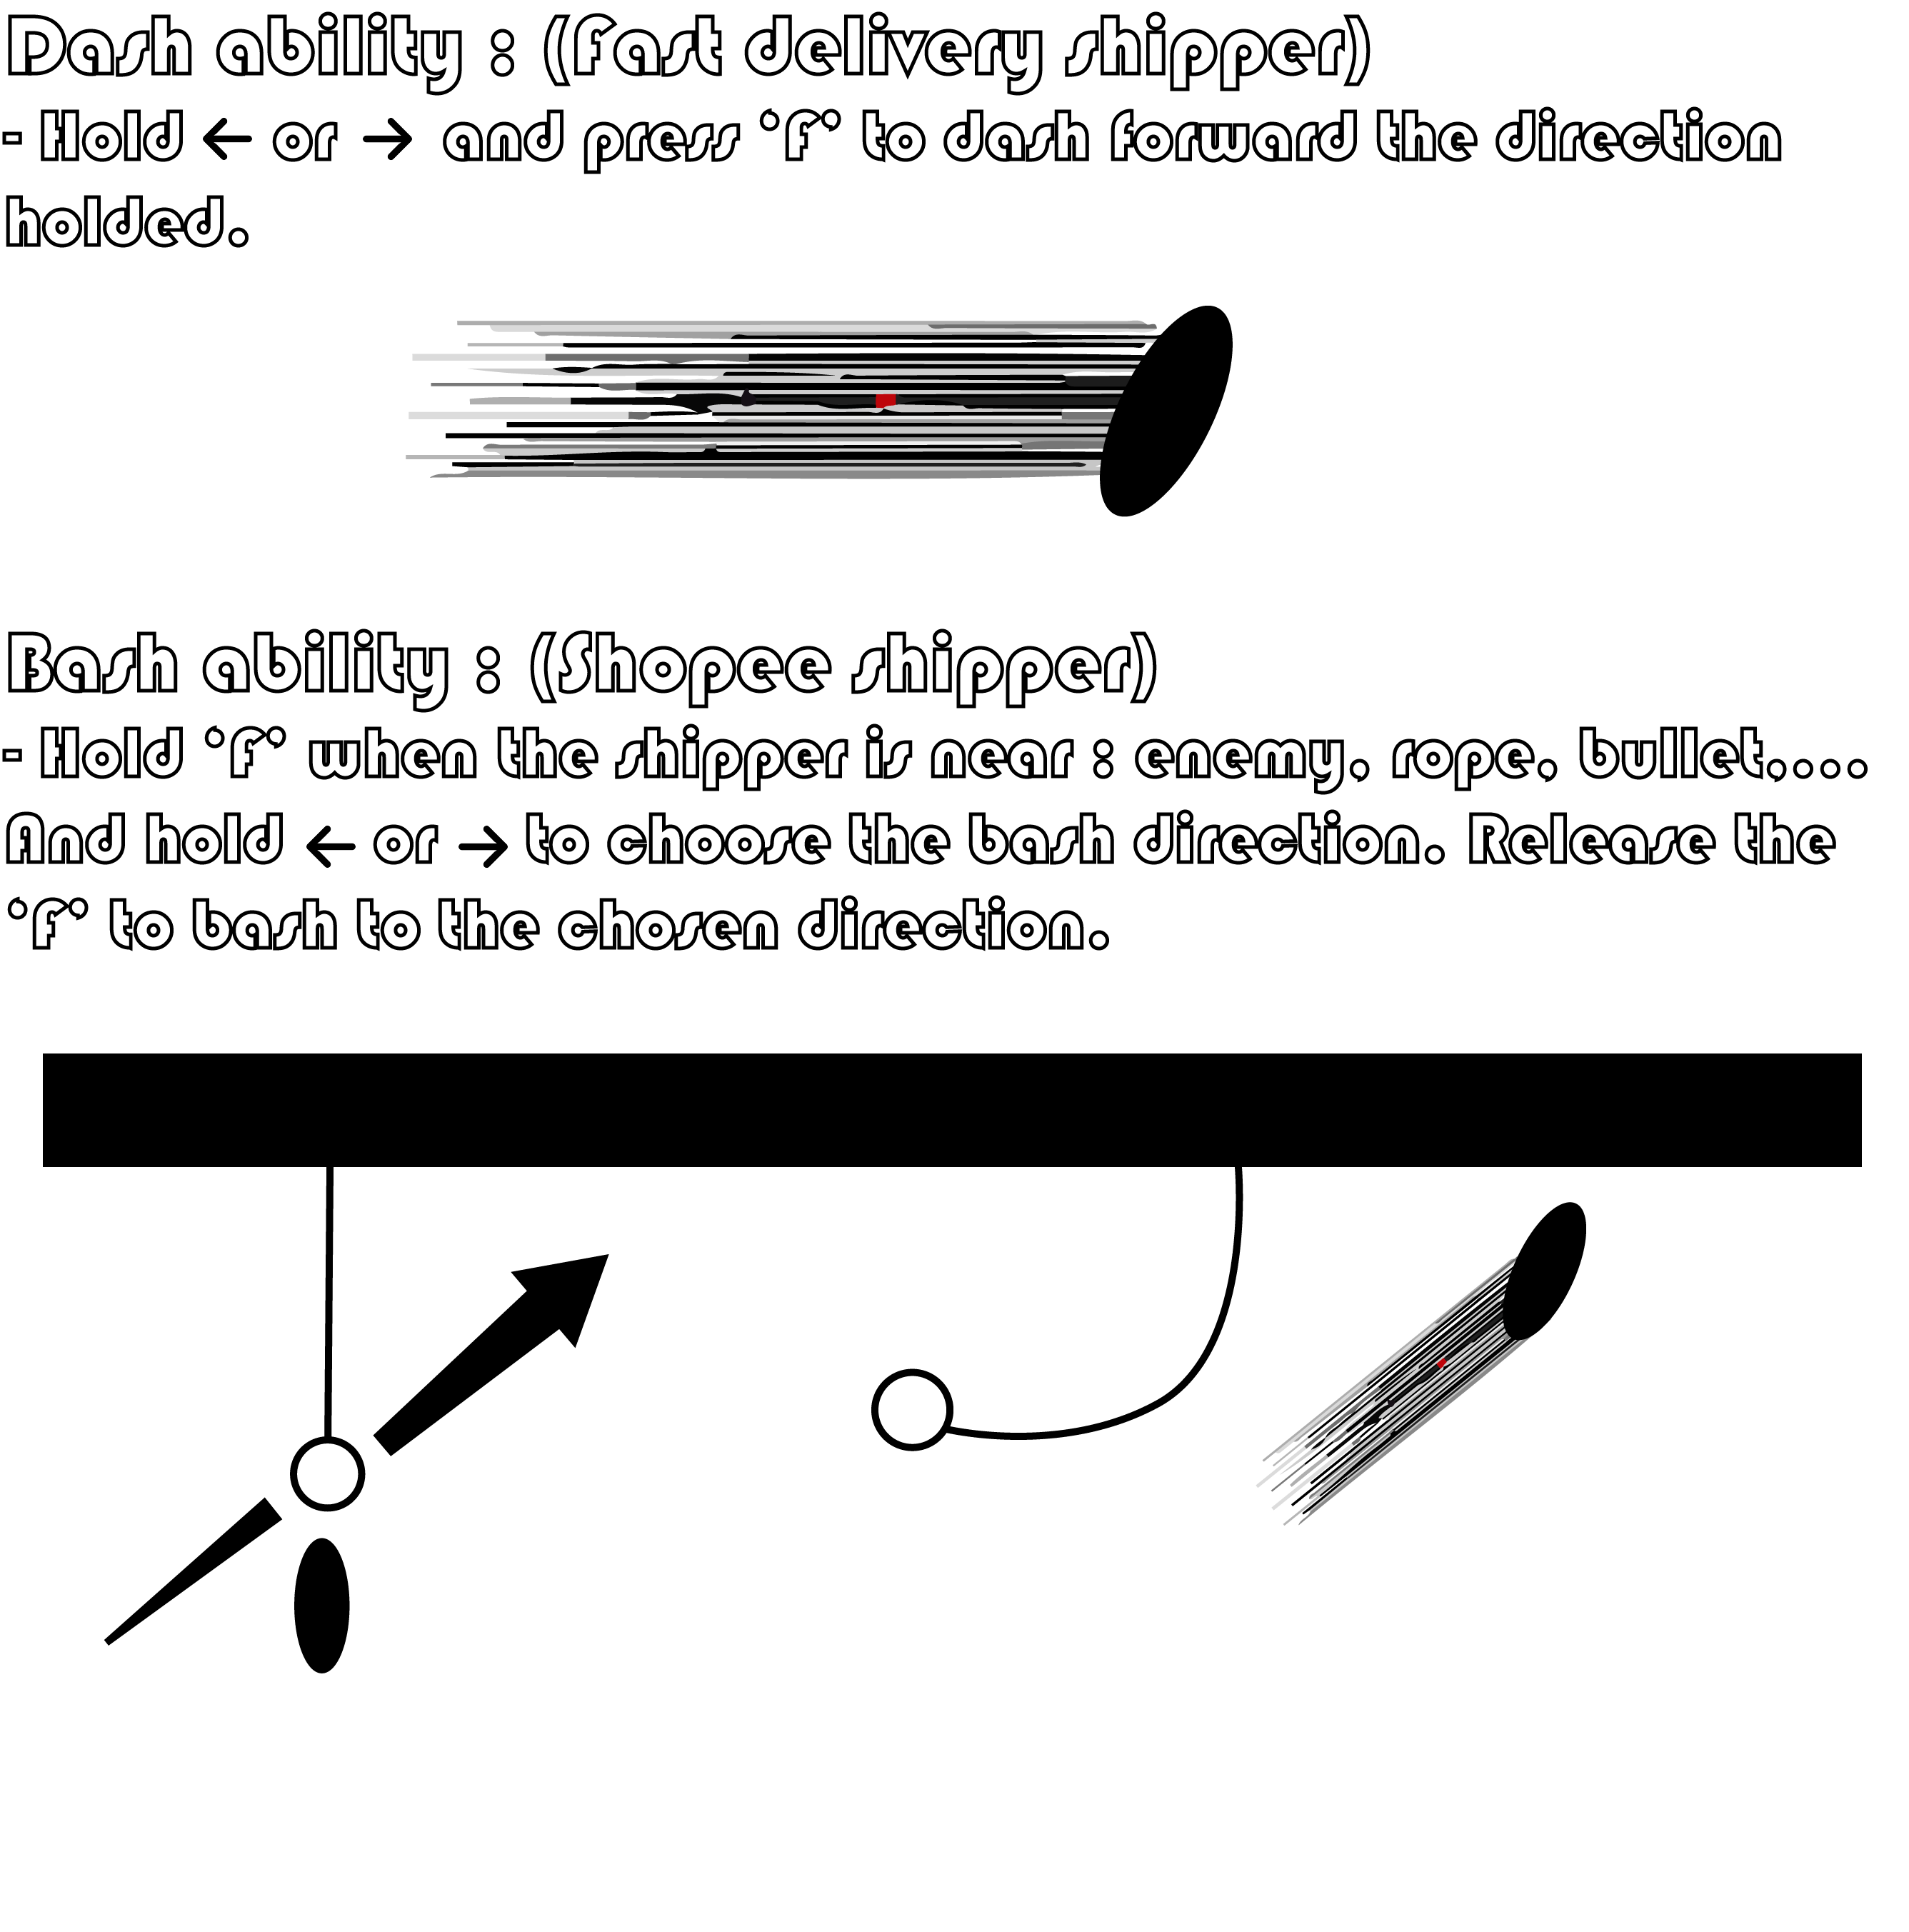 Dash ability : (fast delivery shipper)
- Hold ← or → and press 'f' to dash forward the direction
holded.
Bash ability : (Shopee shipper)
- Hold 'f' when the shipper is near : enemy, rope, bullet,...
And hold ← or → to choose the bash direction. Release the
'f' to bash to the chosen direction.